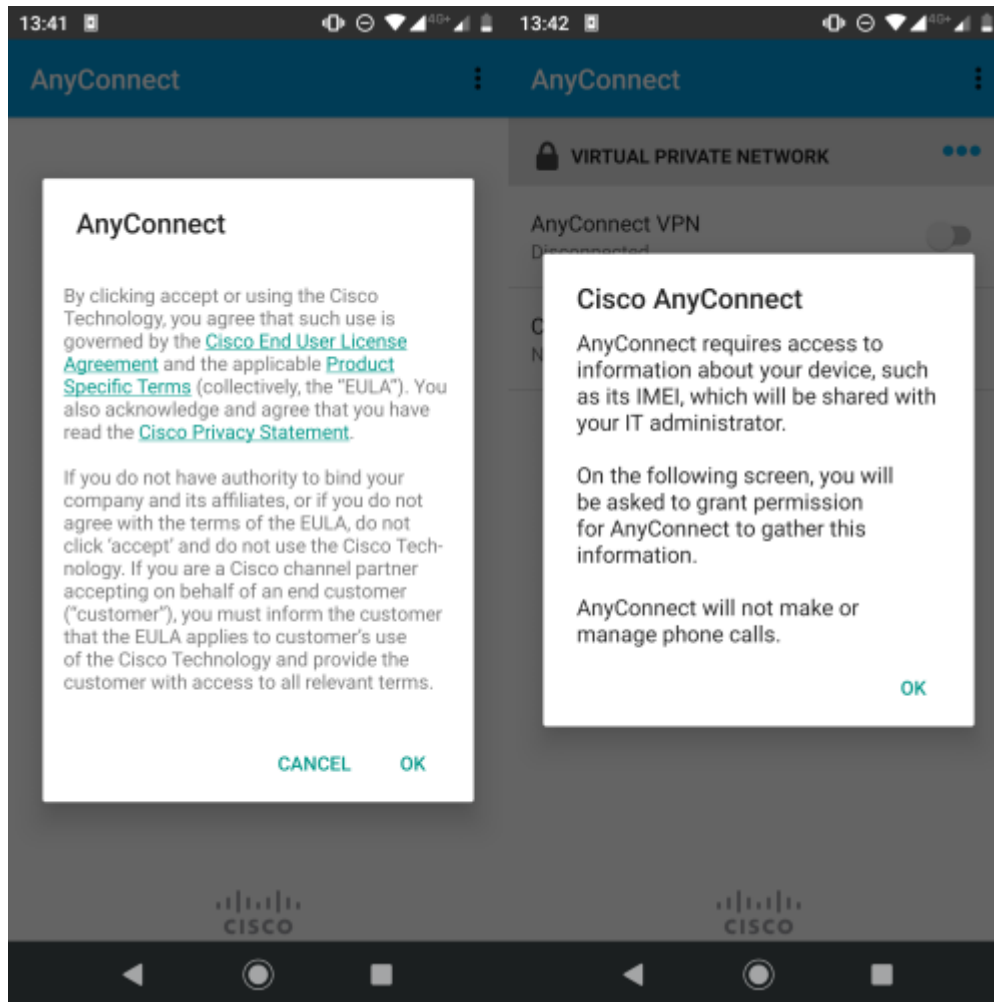 13:41
4G+
AnyConnect
AnyConnect
By clicking accept or using the Cisco
Technology, you agree that such use is
governed by the Cisco End User License
Agreement and the applicable Product
Specific Terms (collectively, the “EULA”). You
also acknowledge and agree that you have
read the Cisco Privacy Statement.
If you do not have authority to bind your
company and its affiliates, or if you do not
agree with the terms of the EULA, do not
click ‘accept’ and do not use the Cisco Tech-
nology. If you are a Cisco channel partner
accepting on behalf of an end customer
(“customer”), you must inform the customer
that the EULA applies to customer’s use
of the Cisco Technology and provide the
customer with access to all relevant terms.
CANCEL OK
CISCO
13:42
4G+
AnyConnect
VIRTUAL PRIVATE NETWORK
AnyConnect VPN
Disconnected
C
N
Cisco AnyConnect
AnyConnect requires access to
information about your device, such
as its IMEI, which will be shared with
your IT administrator.
On the following screen, you will
be asked to grant permission
for AnyConnect to gather this
information.
AnyConnect will not make or
manage phone calls.
OK
CISCO